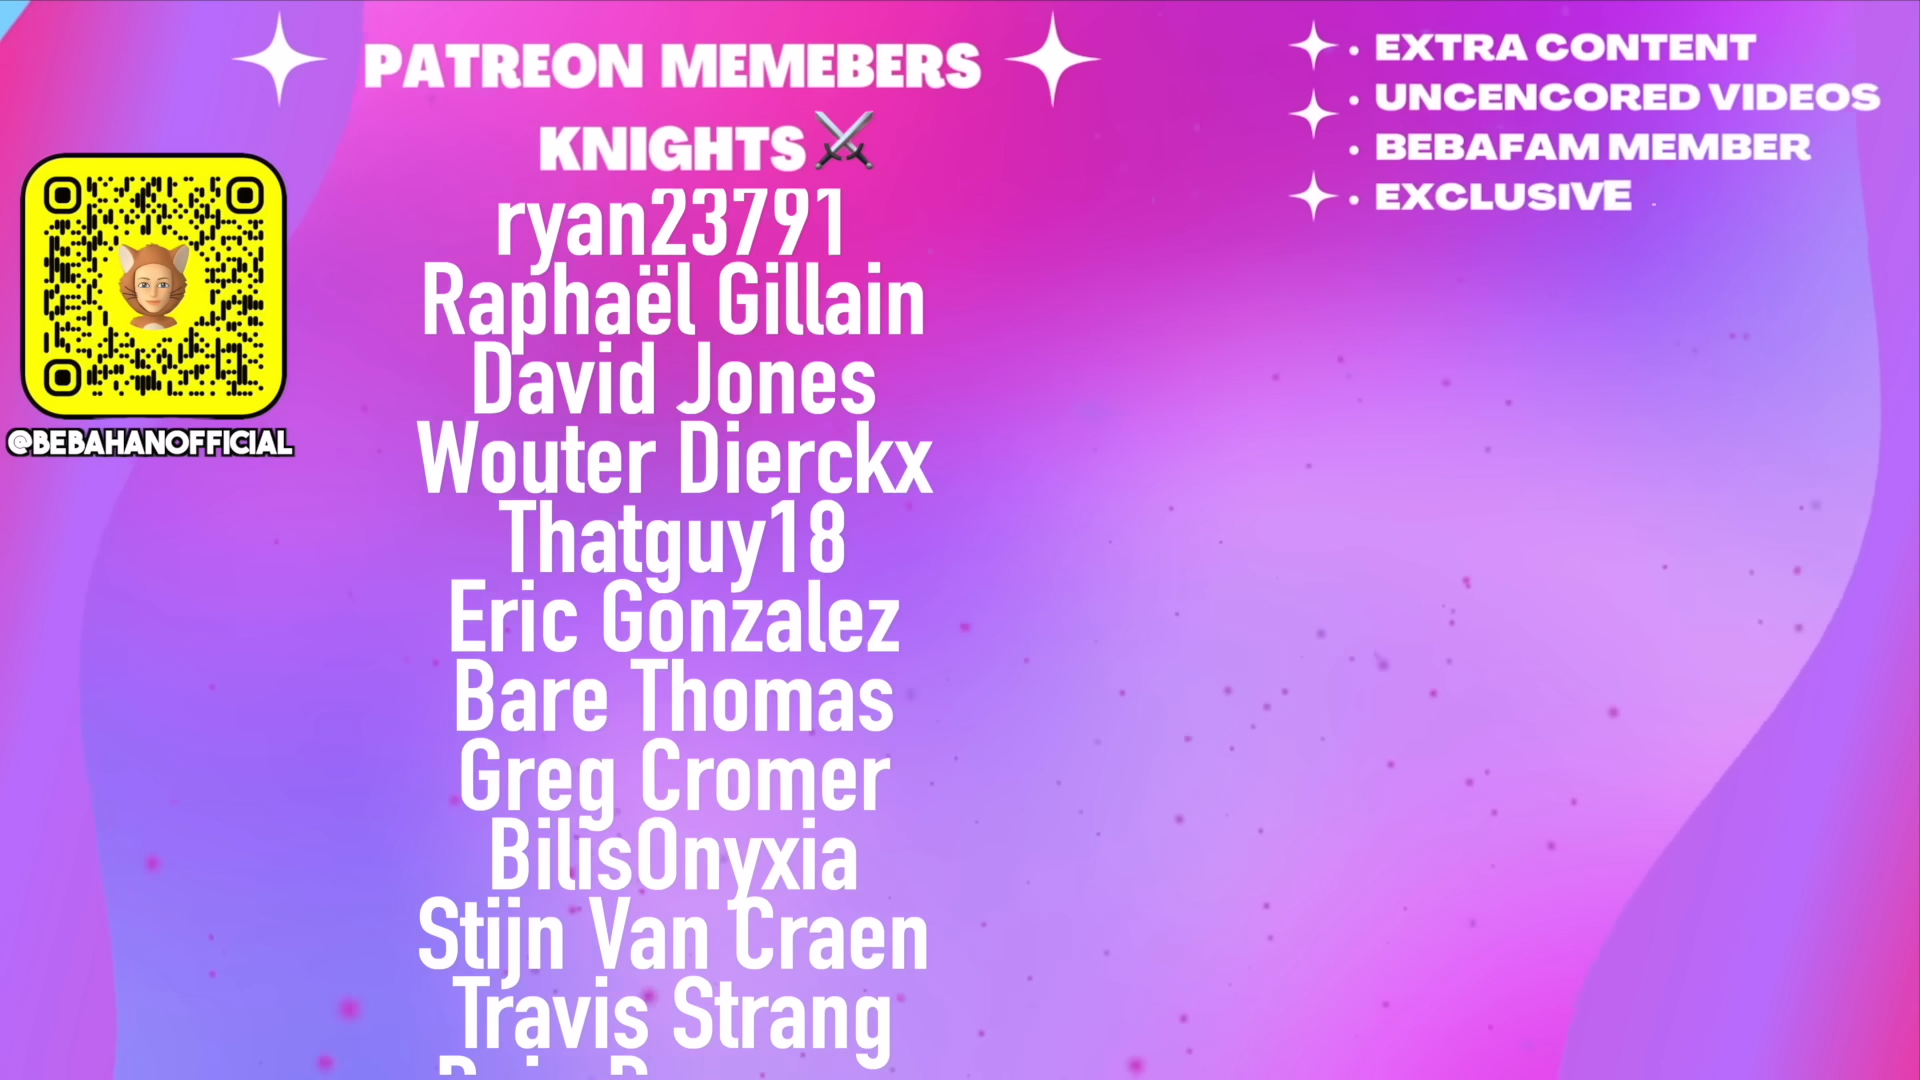 PATREON MEMEBERS
KNIGHTS
ryan23791
Raphaël Gillain
David Jones
Wouter Dierckx
Thatguy18
Eric Gonzalez
Bare Thomas
Greg Cromer
BilisOnyxia
Stijn Van Craen
Travis Strang
• EXTRA CONTENT
• UNCENCORED VIDEOS
• BEBAFAM MEMBER
• EXCLUSIVE
@BEBAHANOFFICIAL